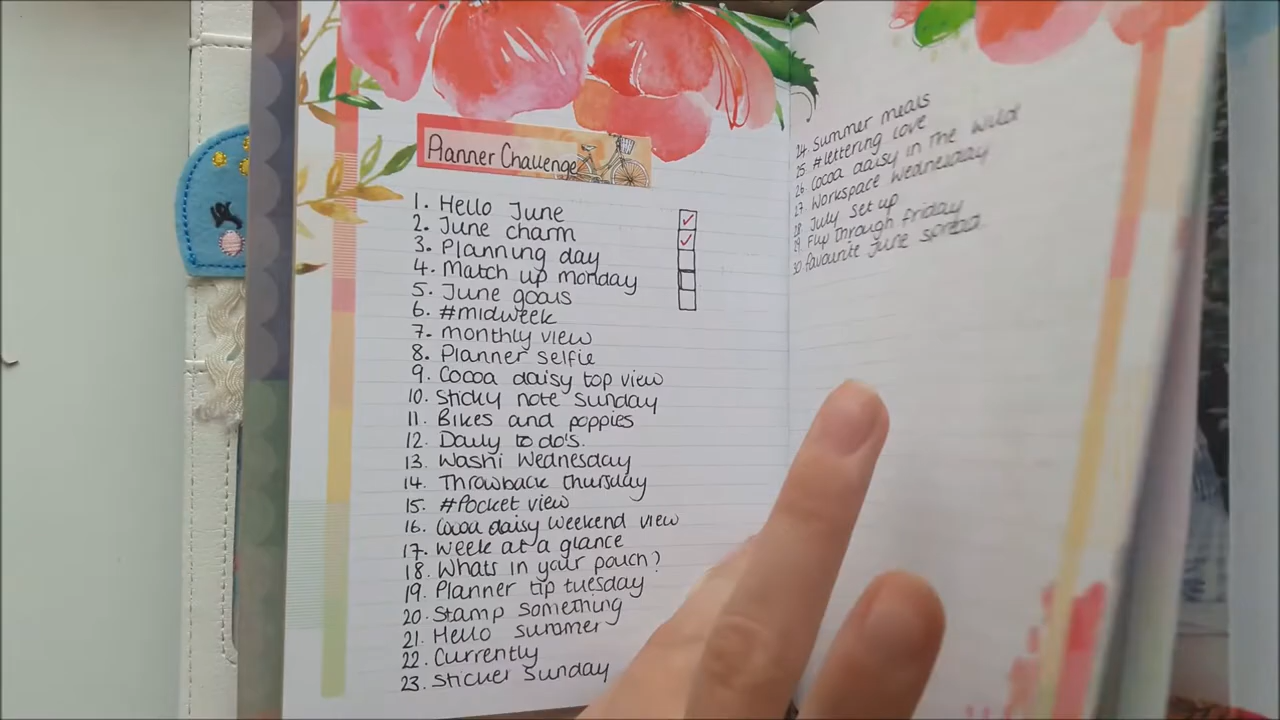 Planner Challenge
1. Hello June
2. June charm
3. Planning day
4. Match up monday
5. June goals
6. #midweek
7. monthly view
8. Planner selfie
9. Cocoa daisy top view
10. Sticky note Sunday
11. Bikes and poppies
12. Daily to do's.
13. Washi Wednesday
14. Throwback thursday
15. #Pocket view
16. Cocoa daisy weekend view
17. Week at a glance
18. Whats in your pouch?
19. Planner tip tuesday
20. Stamp Something
21. Hello summer
22. Currently
23. Sticker Sunday
24. Summer meals
25. #lettering love
26. Cocoa daisy in The Wild!
27. Workspace Wednesday
28. July Set up
29. Flip through friday
30. favourite June spread.